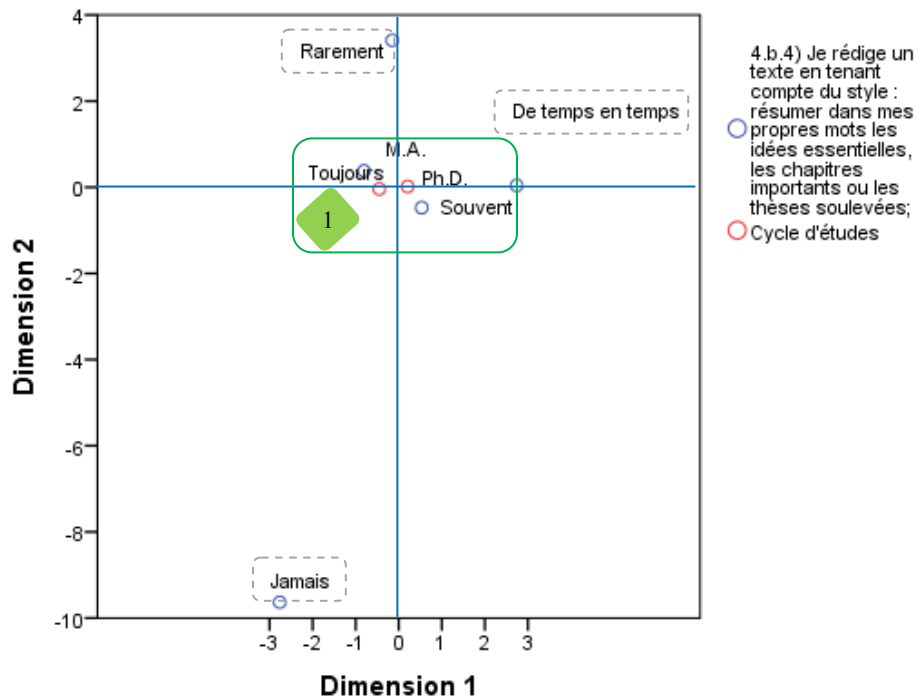 4
2
0
-2
-4
-6
-8
-10
Dimension 2
Rarement
De temps en temps
M.A.
Toujours
Ph.D.
Souvent
1
Jamais
-3
-2
-1
0
1
2
3
Dimension 1
4.b.4) Je rédige un
texte en tenant
compte du style :
résumer dans mes
propres mots les
idées essentielles,
les chapitres
importants ou les
thèses soulevées;
Cycle d'études